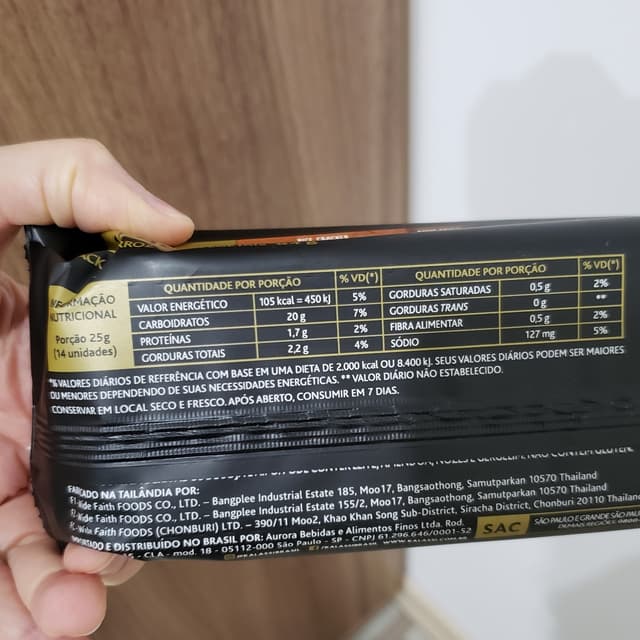 NUTRICIONAL
Porção 25g
(14 unidades)
QUANTIDADE POR PORÇÃO % VD(*) QUANTIDADE POR PORÇÃO % VD(*)
VALOR ENERGÉTICO 105 kcal = 450 kj 5% GORDURAS SATURADAS 0,5 g 2%
CARBOIDRATOS 20 g 7% GORDURAS TRANS 0 g **
PROTEÍNAS 1,7 g 2% FIBRA ALIMENTAR 0,5 g 2%
GORDURAS TOTAIS 2,2 g 4% SÓDIO 127 mg 5%
*% VALORES DIÁRIOS DE REFERÊNCIA COM BASE EM UMA DIETA DE 2.000 kcal OU 8.400 kj. SEUS VALORES DIÁRIOS PODEM SER MAIORES
OU MENORES DEPENDENDO DE SUAS NECESSIDADES ENERGÉTICAS. ** VALOR DIÁRIO NÃO ESTABELECIDO.
CONSERVAR EM LOCAL SECO E FRESCO. APÓS ABERTO, CONSUMIR EM 7 DIAS.
NA TAILÂNDIA POR:
Faith FOODS CO., LTD. – Bangplee Industrial Estate 185, Moo17, Bangsaothong, Samutparkan 10570 Thailand
Faith FOODS CO., LTD. – Bangplee Industrial Estate 155/2, Moo17, Bangsaothong, Samutparkan 10570 Thailand
Faith FOODS (CHONBURI) LTD. – 390/11 Moo2, Khao Khan Song Sub-District, Siracha District, Chonburi 20110 Thailand
E DISTRIBUÍDO NO BRASIL POR: Aurora Bebidas e Alimentos Finos Ltda. Rod.
CLA - mod. 18 - 05112-000 São Paulo - SP - CNPJ 61.296.646/0001-52
SAC
SÃO PAULO E GRANDE SÃO
DEMAIS REGIÕES: